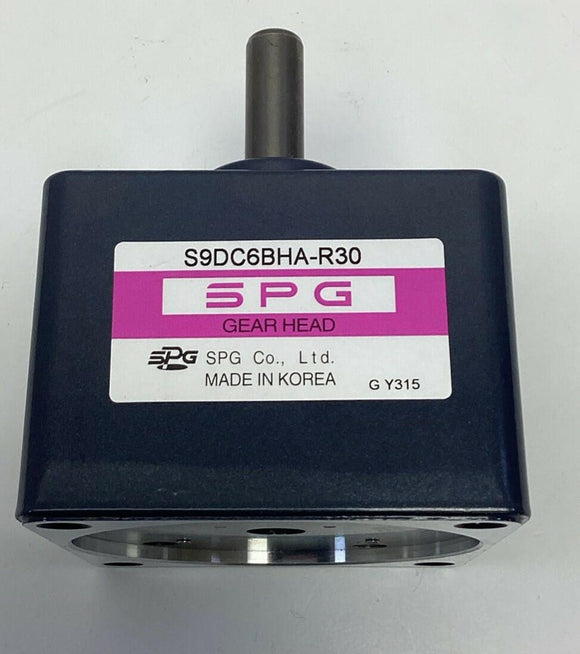 S9DC6BHA-R30
SPG
GEAR HEAD
SPG SPG Co., Ltd.
MADE IN KOREA G Y315